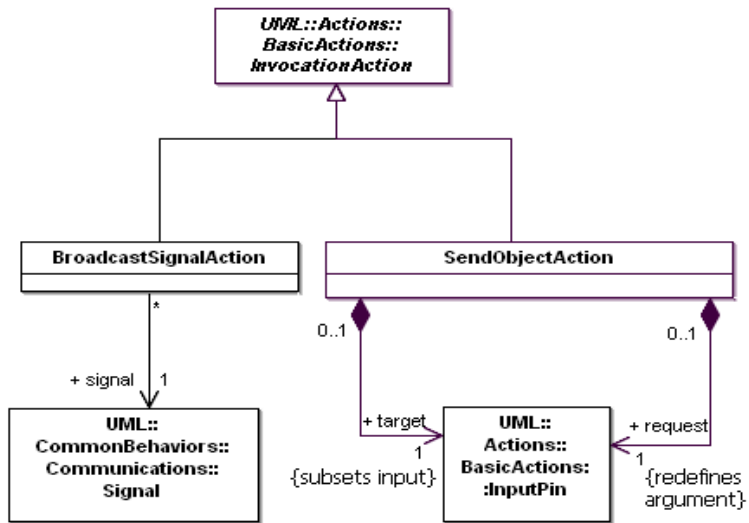 UML::Actions::
BasicActions::
InvocationAction
BroadcastSignalAction
SendObjectAction
*
0..1
0..1
+ signal
1
+ target
1
{subsets input}
+ request
1
{redefines
argument}
UML::
CommonBehaviors::
Communications::
Signal
UML::
Actions::
BasicActions:
:InputPin